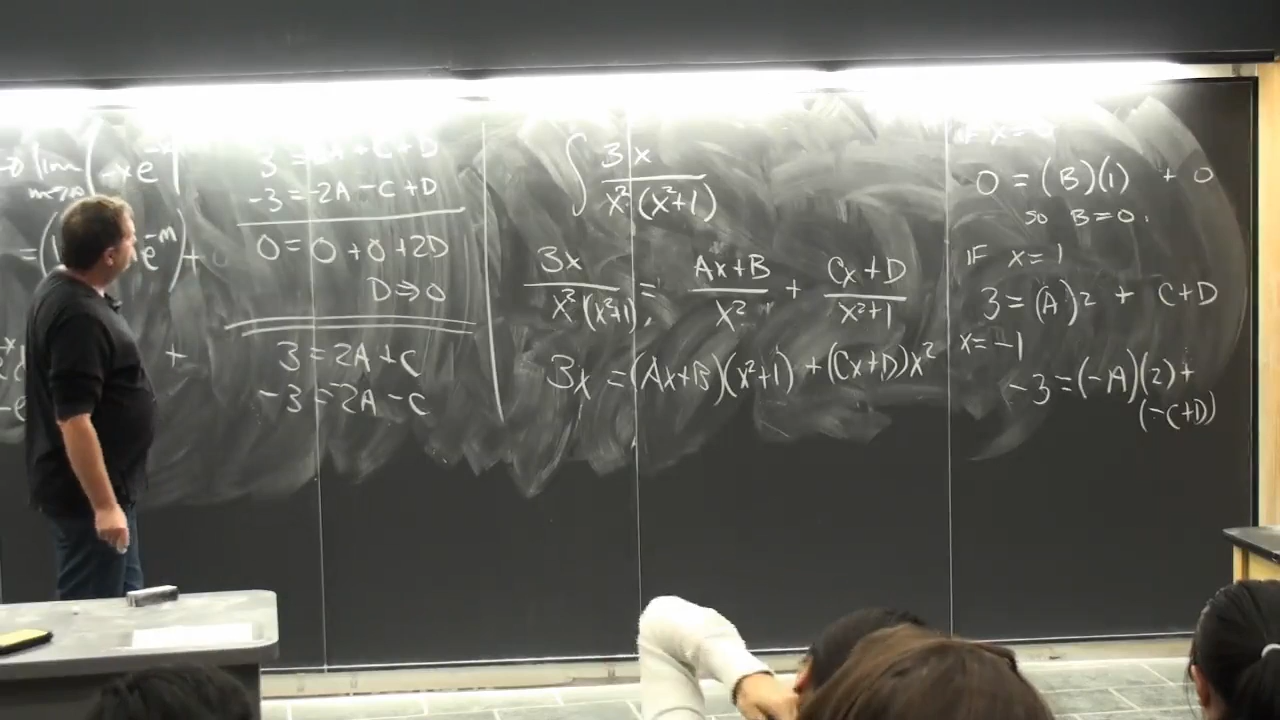 lim (-xe^-x |
m→∞
e^-m) +
3 = 2A + C + D
-3 = -2A - C + D
0 = 0 + 0 + 2D
D ⇒ 0
3 = 2A + C
-3 = -2A - C
∫ 3x / x²(x²+1)
3x / x²(x²+1) = Ax+B / x² + Cx+D / x²+1
3x = (Ax+B)(x²+1) + (Cx+D)x²
IF x=0
0 = (B)(1) + 0
so B=0.
IF x=1
3 = (A)2 + C+D
x=-1
-3 = (-A)(2) +
(-C+D)